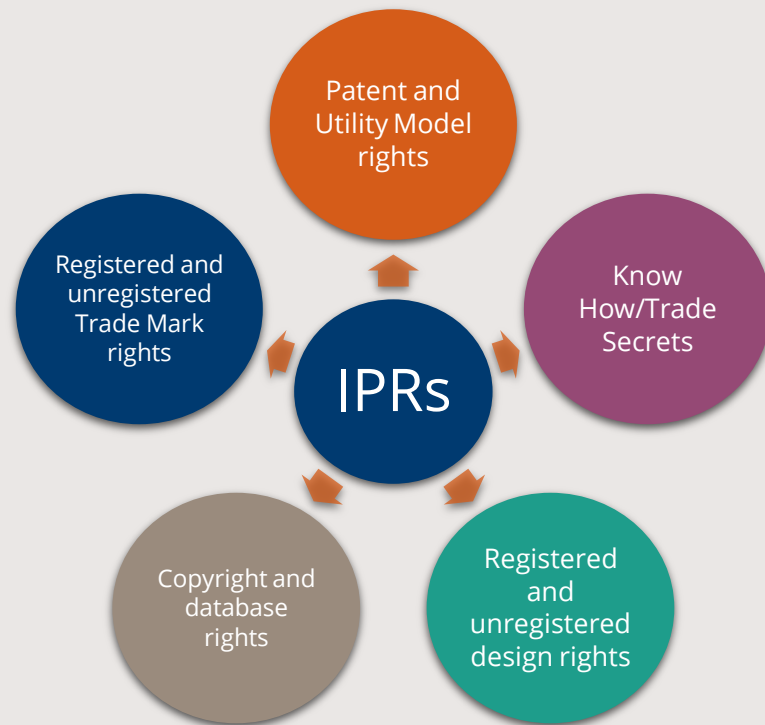 Patent and
Utility Model
rights
Registered and
unregistered
Trade Mark
rights
Know
How/Trade
Secrets
IPRs
Copyright and
database
rights
Registered
and
unregistered
design rights